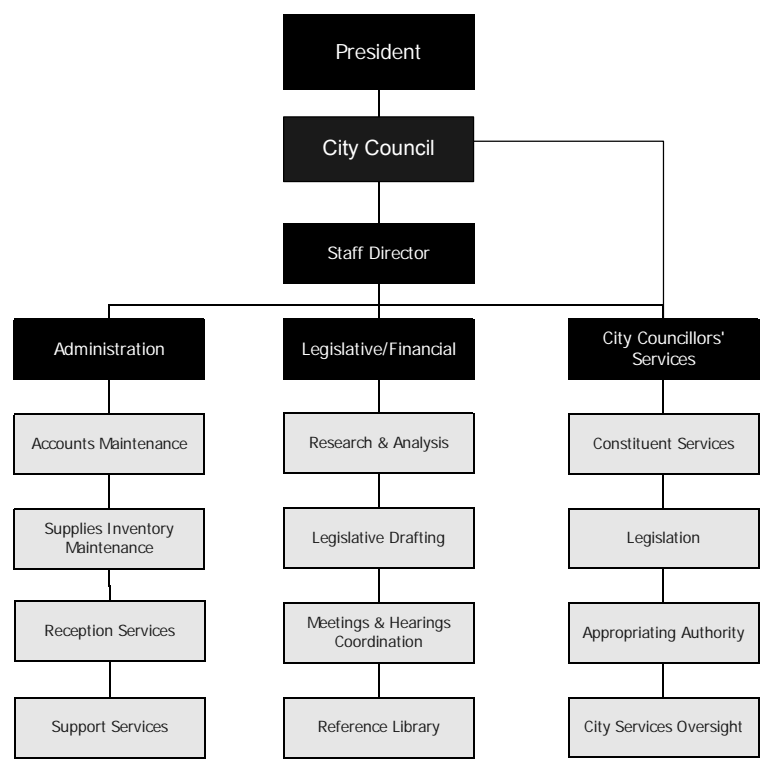 President
City Council
Staff Director
Administration
Legislative/Financial
City Councillors'
Services
Accounts Maintenance
Research & Analysis
Constituent Services
Supplies Inventory
Maintenance
Legislative Drafting
Legislation
Reception Services
Meetings & Hearings
Coordination
Appropriating Authority
Support Services
Reference Library
City Services Oversight